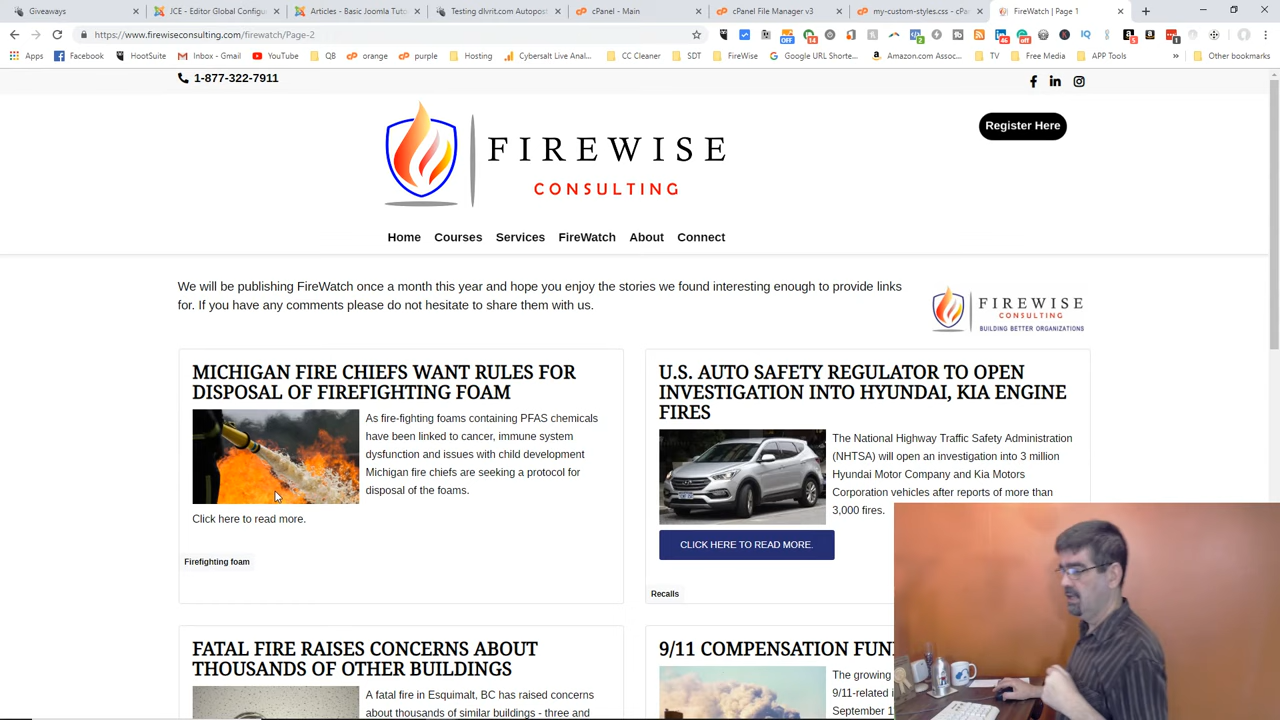 Giveaways
JCE - Editor Global Configu
Articles - Basic Joomla Tuto
Testing dlvrit.com Autopost
cPanel - Main
cPanel File Manager v3
my-custom-styles.css - cPa
FireWatch | Page 1
https://www.firewiseconsulting.com/firewatch/Page-2
Apps
Facebook
HootSuite
Inbox - Gmail
YouTube
QB
orange
purple
Hosting
Cybersalt Live Anal...
CC Cleaner
SDT
FireWise
Google URL Shorte...
Amazon.com Assoc...
TV
Free Media
APP Tools
»
Other bookmarks
1-877-322-7911
Register Here
FIREWISE
CONSULTING
Home
Courses
Services
FireWatch
About
Connect
We will be publishing FireWatch once a month this year and hope you enjoy the stories we found interesting enough to provide links
for. If you have any comments please do not hesitate to share them with us.
FIREWISE
CONSULTING
BUILDING BETTER ORGANIZATIONS
MICHIGAN FIRE CHIEFS WANT RULES FOR
DISPOSAL OF FIREFIGHTING FOAM
As fire-fighting foams containing PFAS chemicals
have been linked to cancer, immune system
dysfunction and issues with child development
Michigan fire chiefs are seeking a protocol for
disposal of the foams.
Click here to read more.
Firefighting foam
U.S. AUTO SAFETY REGULATOR TO OPEN
INVESTIGATION INTO HYUNDAI, KIA ENGINE
FIRES
The National Highway Traffic Safety Administration
(NHTSA) will open an investigation into 3 million
Hyundai Motor Company and Kia Motors
Corporation vehicles after reports of more than
3,000 fires.
CLICK HERE TO READ MORE.
Recalls
FATAL FIRE RAISES CONCERNS ABOUT
THOUSANDS OF OTHER BUILDINGS
A fatal fire in Esquimalt, BC has raised concerns
about thousands of similar buildings - three and
9/11 COMPENSATION FUN
The growing
9/11-related i
September 1